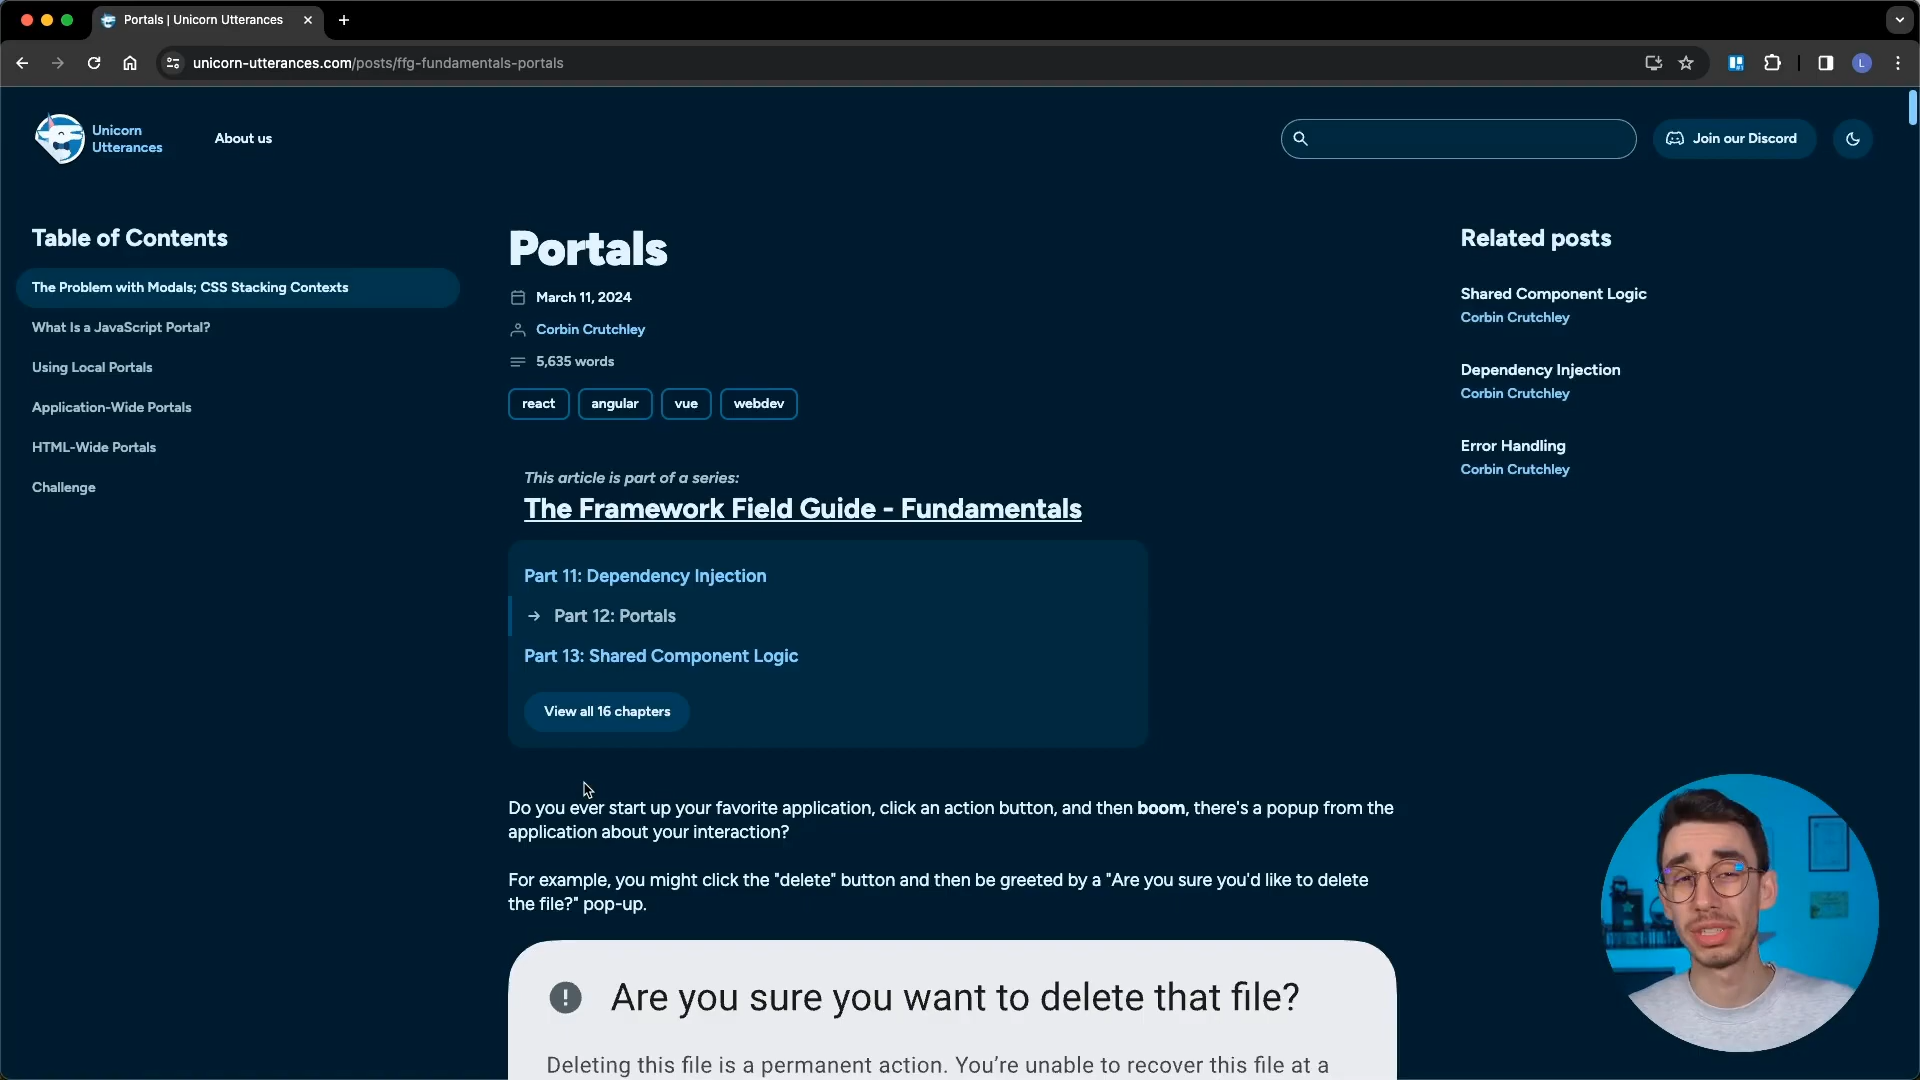 Portals | Unicorn Utterances
unicorn-utterances.com/posts/ffg-fundamentals-portals
L
Unicorn
Utterances
About us
Join our Discord
Table of Contents
The Problem with Modals; CSS Stacking Contexts
What Is a JavaScript Portal?
Using Local Portals
Application-Wide Portals
HTML-Wide Portals
Challenge
Portals
March 11, 2024
Corbin Crutchley
5,635 words
react angular vue webdev
This article is part of a series:
The Framework Field Guide - Fundamentals
Part 11: Dependency Injection
→ Part 12: Portals
Part 13: Shared Component Logic
View all 16 chapters
Do you ever start up your favorite application, click an action button, and then boom, there's a popup from the
application about your interaction?
For example, you might click the "delete" button and then be greeted by a "Are you sure you'd like to delete
the file?" pop-up.
Are you sure you want to delete that file?
Deleting this file is a permanent action. You’re unable to recover this file at a
Related posts
Shared Component Logic
Corbin Crutchley
Dependency Injection
Corbin Crutchley
Error Handling
Corbin Crutchley